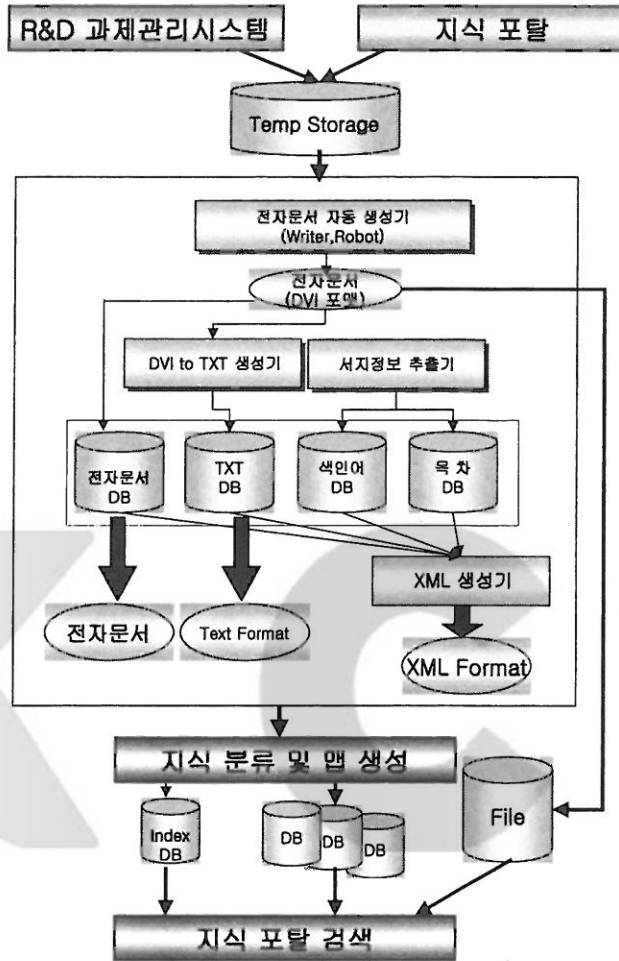 R&D 과제관리시스템
지식 포탈
Temp Storage
전자문서 자동 생성기
(Writer,Robot)
전자문서
(DVI 포맷)
DVI to TXT 생성기
서지정보 추출기
전자문서
DB
TXT
DB
색인어
DB
목 차
DB
XML 생성기
전자문서
Text Format
XML Format
지식 분류 및 맵 생성
Index
DB
DB
DB
DB
File
지식 포탈 검색